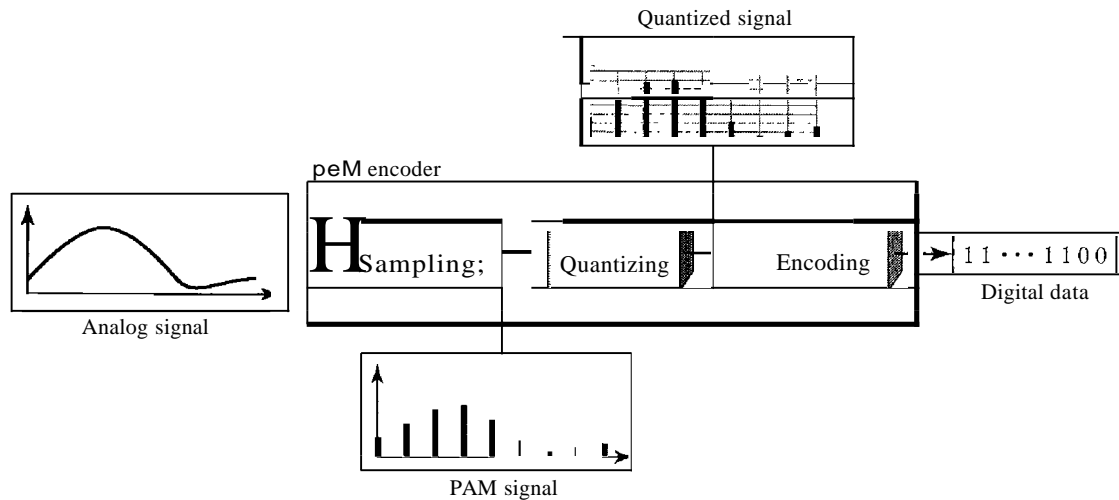 Quantized signal
peM encoder
H Sampling;
Quantizing
Encoding
11 ··· 1100
Digital data
Analog signal
PAM signal